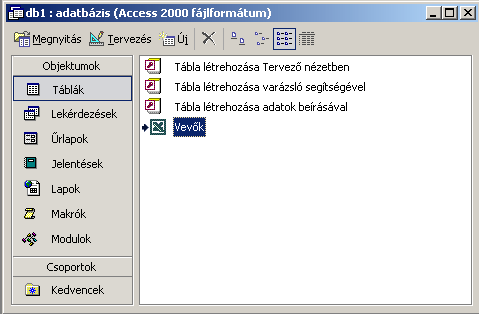 db1 : adatbázis (Access 2000 fájlformátum)
Megnyitás Tervezés Új
Objektumok
Táblák
Lekérdezések
Űrlapok
Jelentések
Lapok
Makrók
Modulok
Csoportok
Kedvencek
Tábla létrehozása Tervező nézetben
Tábla létrehozása varázsló segítségével
Tábla létrehozása adatok beírásával
Vevők